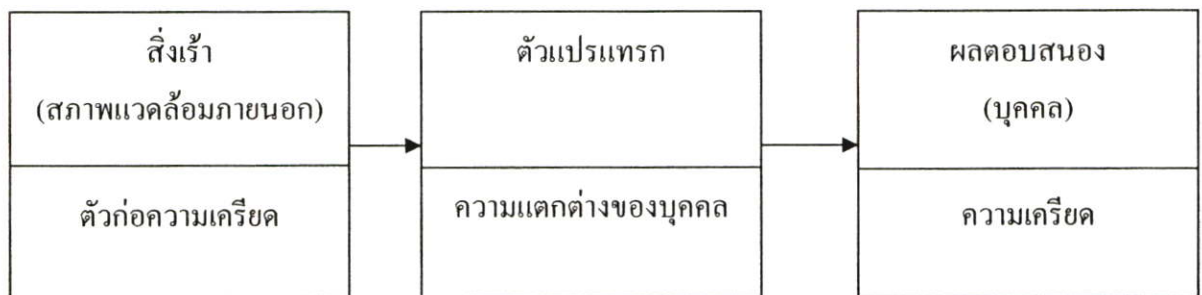 สิ่งเร้า
(สภาพแวดล้อมภายนอก)
ตัวก่อความเครียด
ตัวแปรแทรก
ความแตกต่างของบุคคล
ผลตอบสนอง
(บุคคล)
ความเครียด